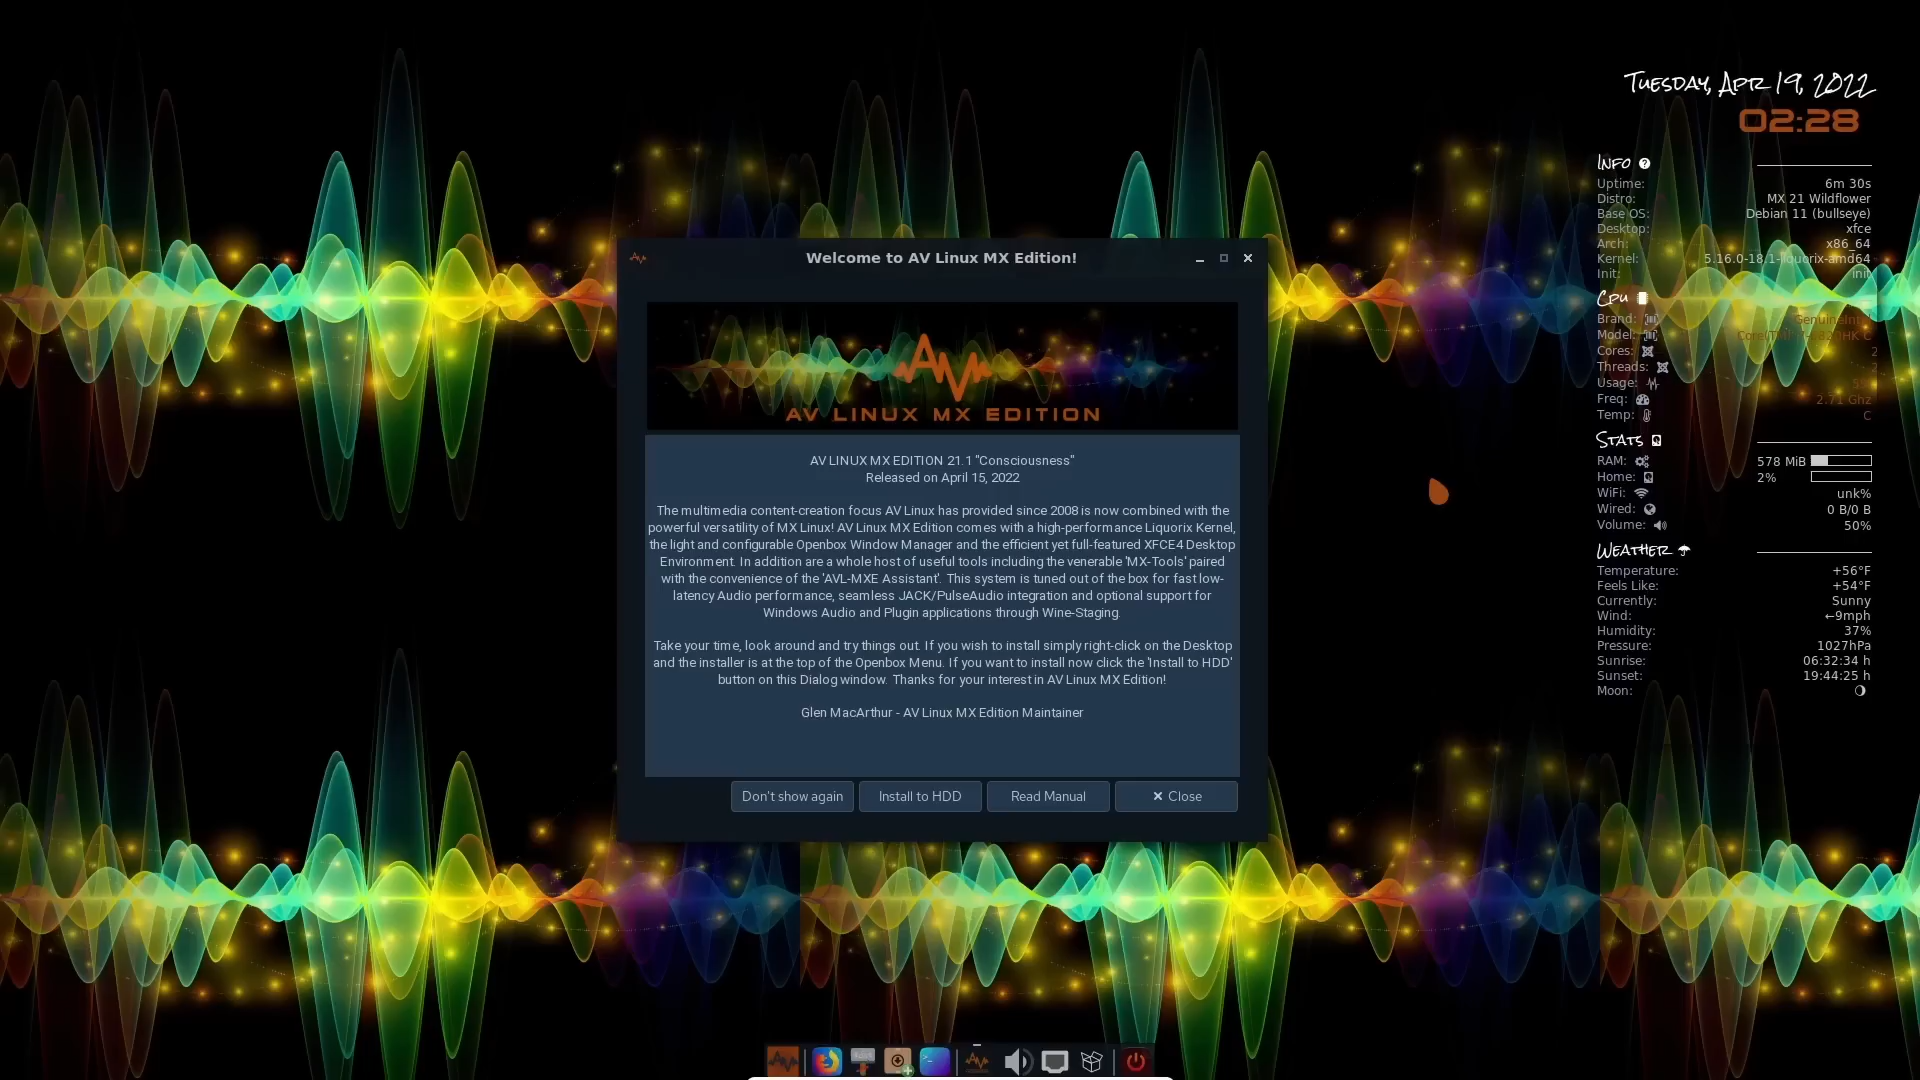 Tuesday, Apr 19, 2022
02:28
Info
Uptime: 6m 30s
Distro: MX 21 Wildflower
Base OS: Debian 11 (bullseye)
Desktop: xfce
Arch: x86_64
Kernel: 5.16.0-18.1-liquorix-amd64
Init: init
Cpu
Brand: GenuineIntel
Model:
Cores: 2
Threads: 2
Usage:
Freq: 2.71 Ghz
Temp: C
Stats
RAM: 578 MiB
Home: 2%
WiFi: unk%
Wired: 0 B/0 B
Volume: 50%
Weather
Temperature: +56°F
Feels Like: +54°F
Currently: Sunny
Wind: ←9mph
Humidity: 37%
Pressure: 1027hPa
Sunrise: 06:32:34 h
Sunset: 19:44:25 h
Moon:
Welcome to AV Linux MX Edition!
AV LINUX MX EDITION
AV LINUX MX EDITION 21.1 "Consciousness"
Released on April 15, 2022
The multimedia content-creation focus AV Linux has provided since 2008 is now combined with the
powerful versatility of MX Linux! AV Linux MX Edition comes with a high-performance Liquorix Kernel,
the light and configurable Openbox Window Manager and the efficient yet full-featured XFCE4 Desktop
Environment. In addition are a whole host of useful tools including the venerable 'MX-Tools' paired
with the convenience of the 'AVL-MXE Assistant'. This system is tuned out of the box for fast low-
latency Audio performance, seamless JACK/PulseAudio integration and optional support for
Windows Audio and Plugin applications through Wine-Staging.
Take your time, look around and try things out. If you wish to install simply right-click on the Desktop
and the installer is at the top of the Openbox Menu. If you want to install now click the 'Install to HDD'
button on this Dialog window. Thanks for your interest in AV Linux MX Edition!
Glen MacArthur - AV Linux MX Edition Maintainer
Don't show again
Install to HDD
Read Manual
Close